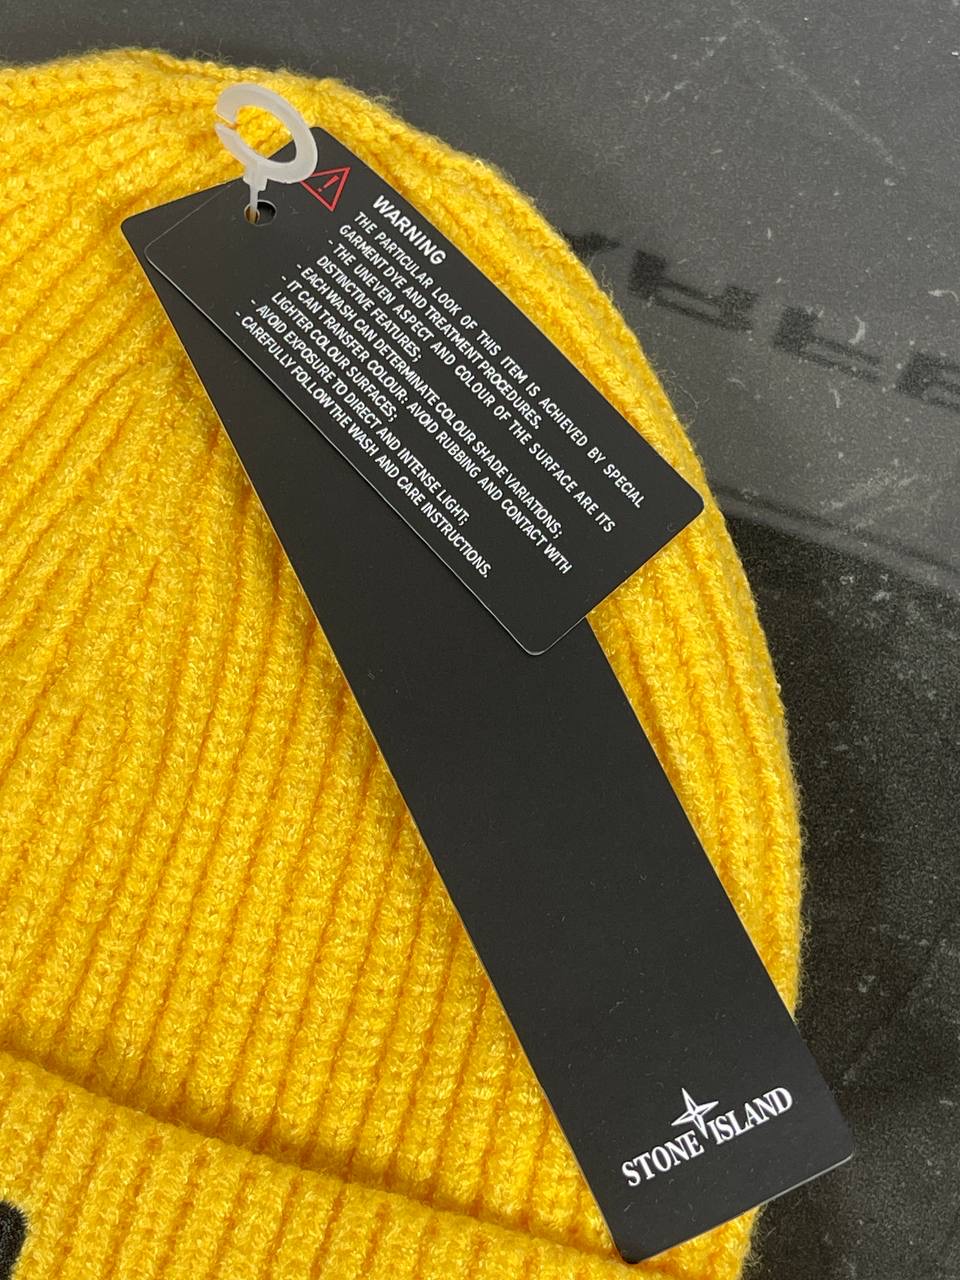 WARNING
THE PARTICULAR LOOK OF THIS ITEM IS ACHIEVED BY SPECIAL
GARMENT DYE AND TREATMENT PROCEDURES.
- THE UNEVEN ASPECT AND COLOUR OF THE SURFACE ARE ITS
DISTINCTIVE FEATURES;
- EACH WASH CAN DETERMINATE COLOUR SHADE VARIATIONS;
- IT CAN TRANSFER COLOUR: AVOID RUBBING AND CONTACT WITH
LIGHTER COLOUR SURFACES;
- AVOID EXPOSURE TO DIRECT AND INTENSE LIGHT;
- CAREFULLY FOLLOW THE WASH AND CARE INSTRUCTIONS.
STONE ISLAND